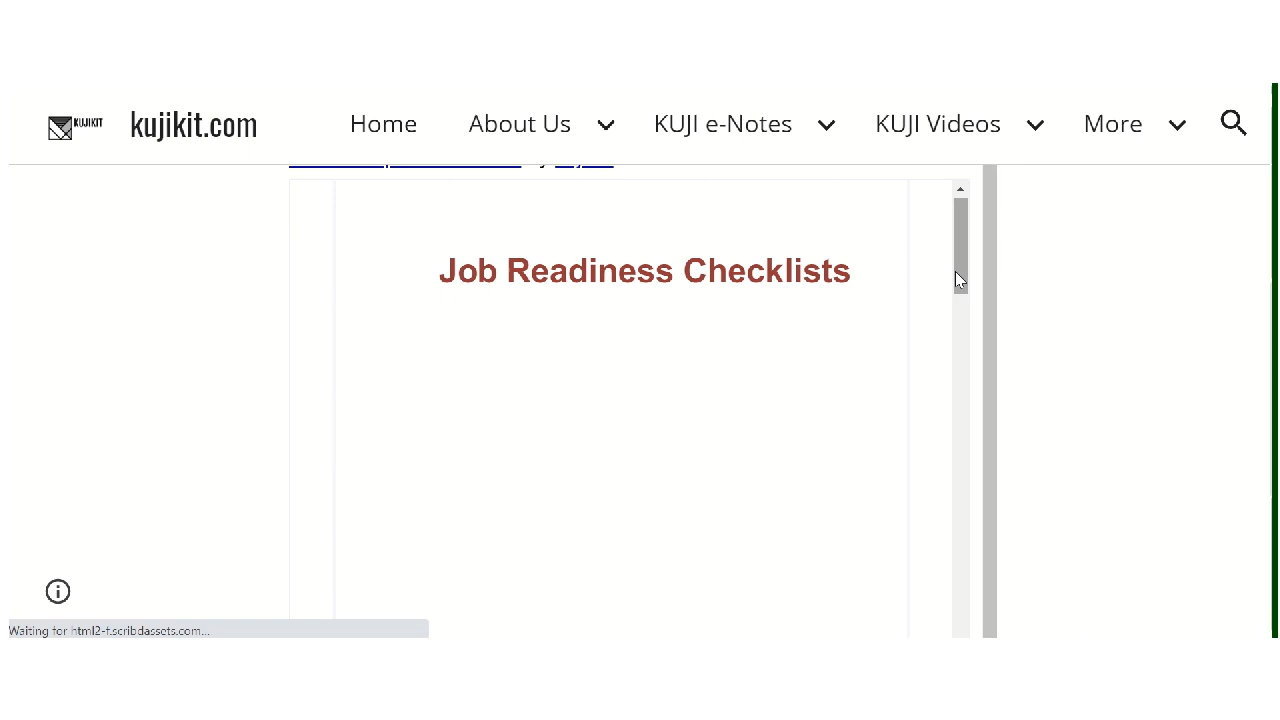 KUJIKIT
kujikit.com
Home
About Us
KUJI e-Notes
KUJI Videos
More
Job Readiness Checklists
Waiting for html2-f.scribdassets.com...